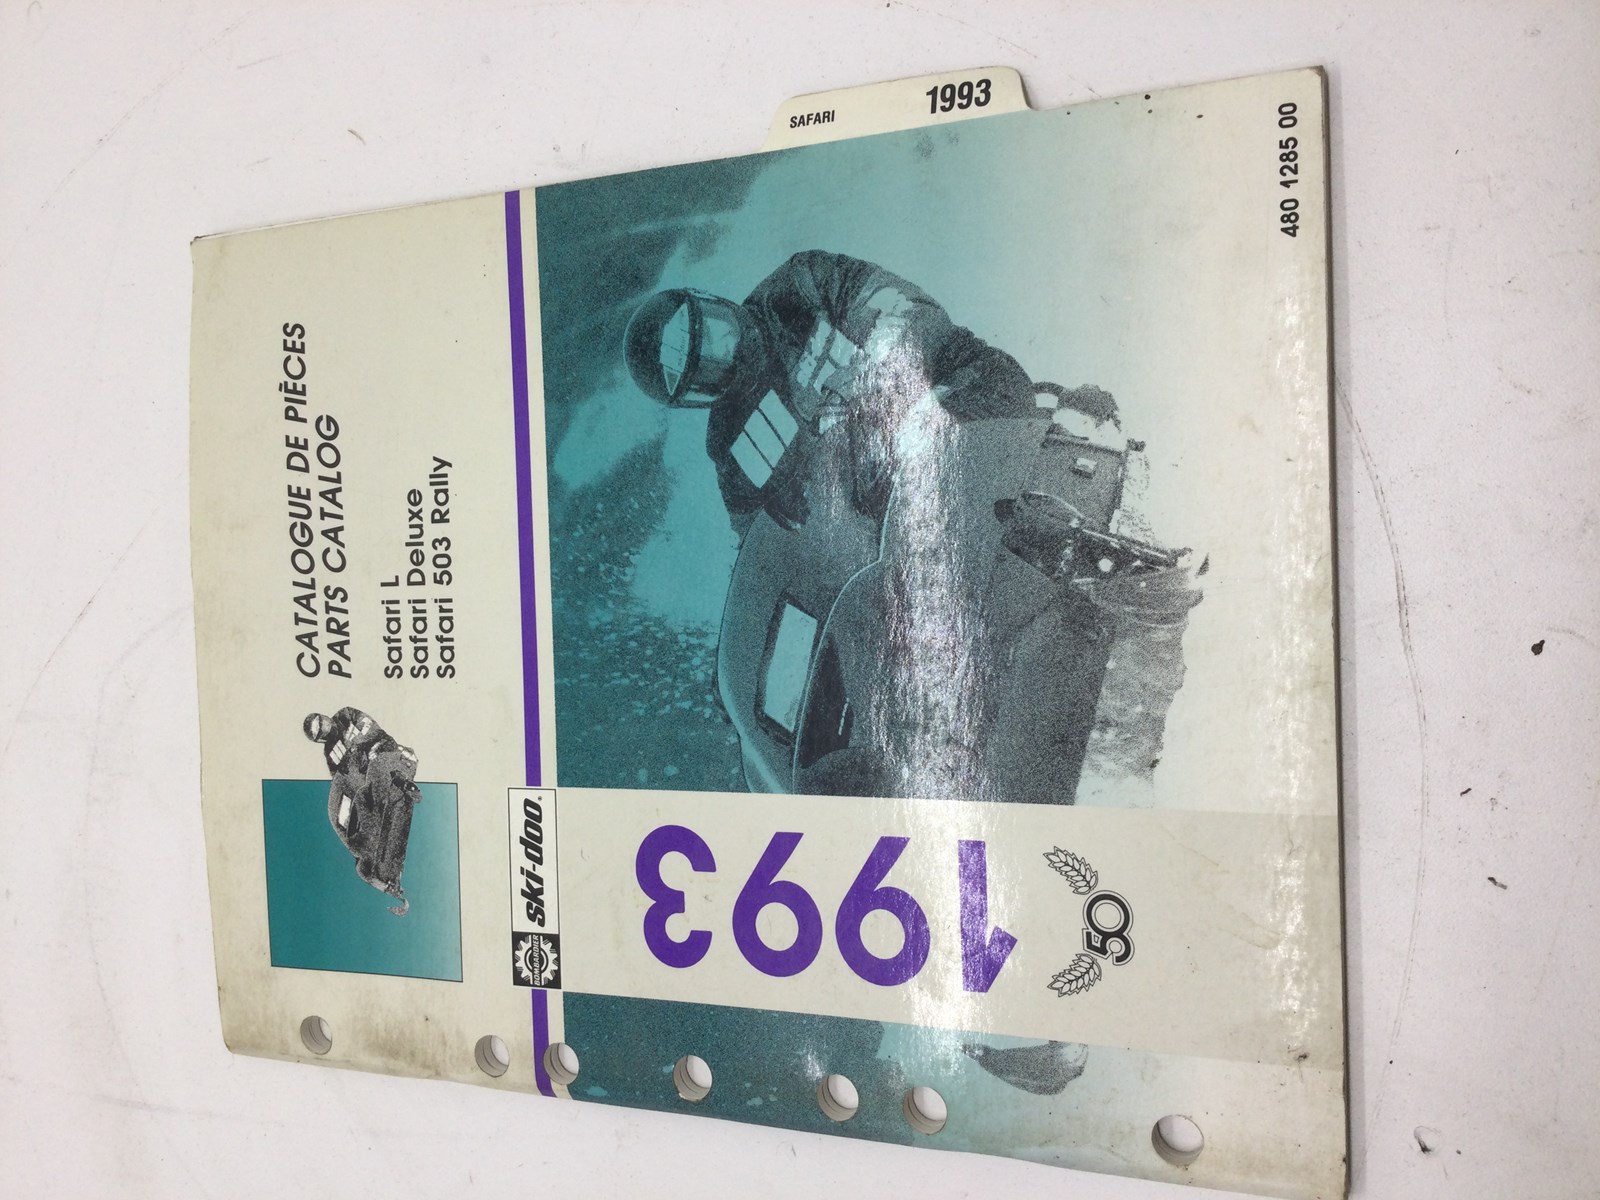 SAFARI 1993
CATALOGUE DE PIÈCES
PARTS CATALOG
Safari L
Safari Deluxe
Safari 503 Rally
BOMBARDIER
ski-doo®
1993
50
480 1285 00